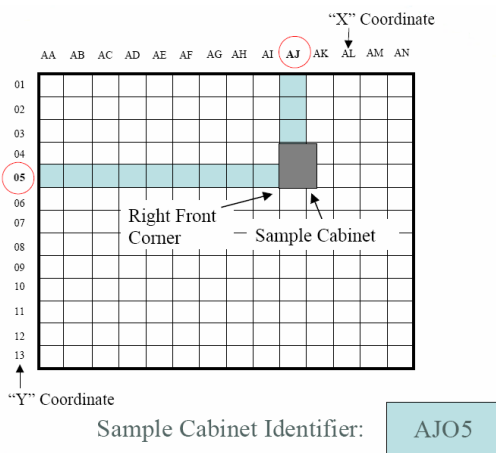 “X” Coordinate
AA AB AC AD AE AF AG AH AI AJ AK AL AM AN
01
02
03
04
05
06
07
08
09
10
11
12
13
Right Front
Corner
Sample Cabinet
“Y” Coordinate
Sample Cabinet Identifier: AJO5